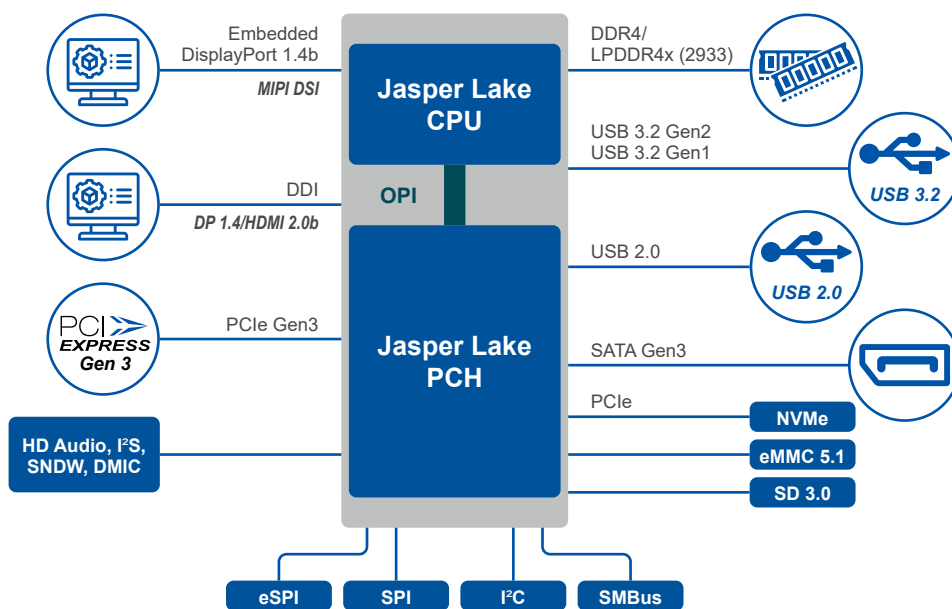 Embedded
DisplayPort 1.4b
MIPI DSI
DDI
DP 1.4/HDMI 2.0b
PCIe Gen3
PCI
EXPRESS
Gen 3
HD Audio, I²S,
SNDW, DMIC
Jasper Lake
CPU
OPI
Jasper Lake
PCH
DDR4/
LPDDR4x (2933)
USB 3.2 Gen2
USB 3.2 Gen1
USB 3.2
USB 2.0
USB 2.0
SATA Gen3
PCIe
NVMe
eMMC 5.1
SD 3.0
eSPI
SPI
I²C
SMBus